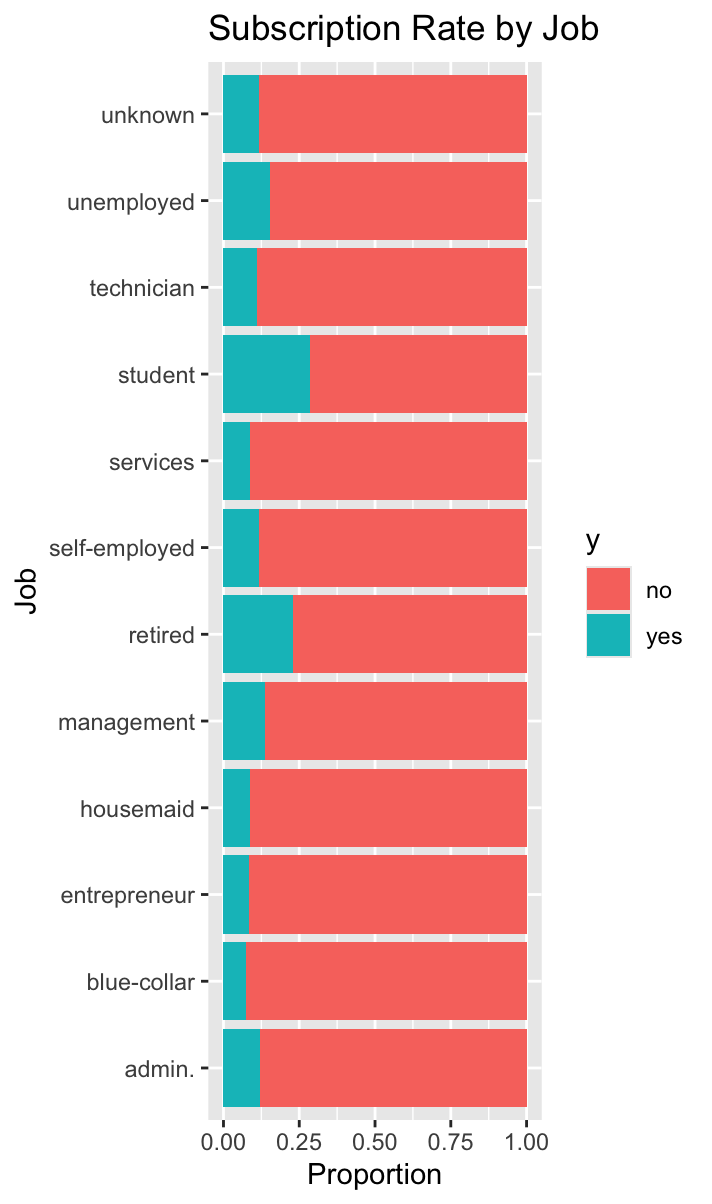 Subscription Rate by Job
unknown
unemployed
technician
student
services
self-employed
retired
management
housemaid
entrepreneur
blue-collar
admin.
Job
0.00 0.25 0.50 0.75 1.00
Proportion
y
no
yes